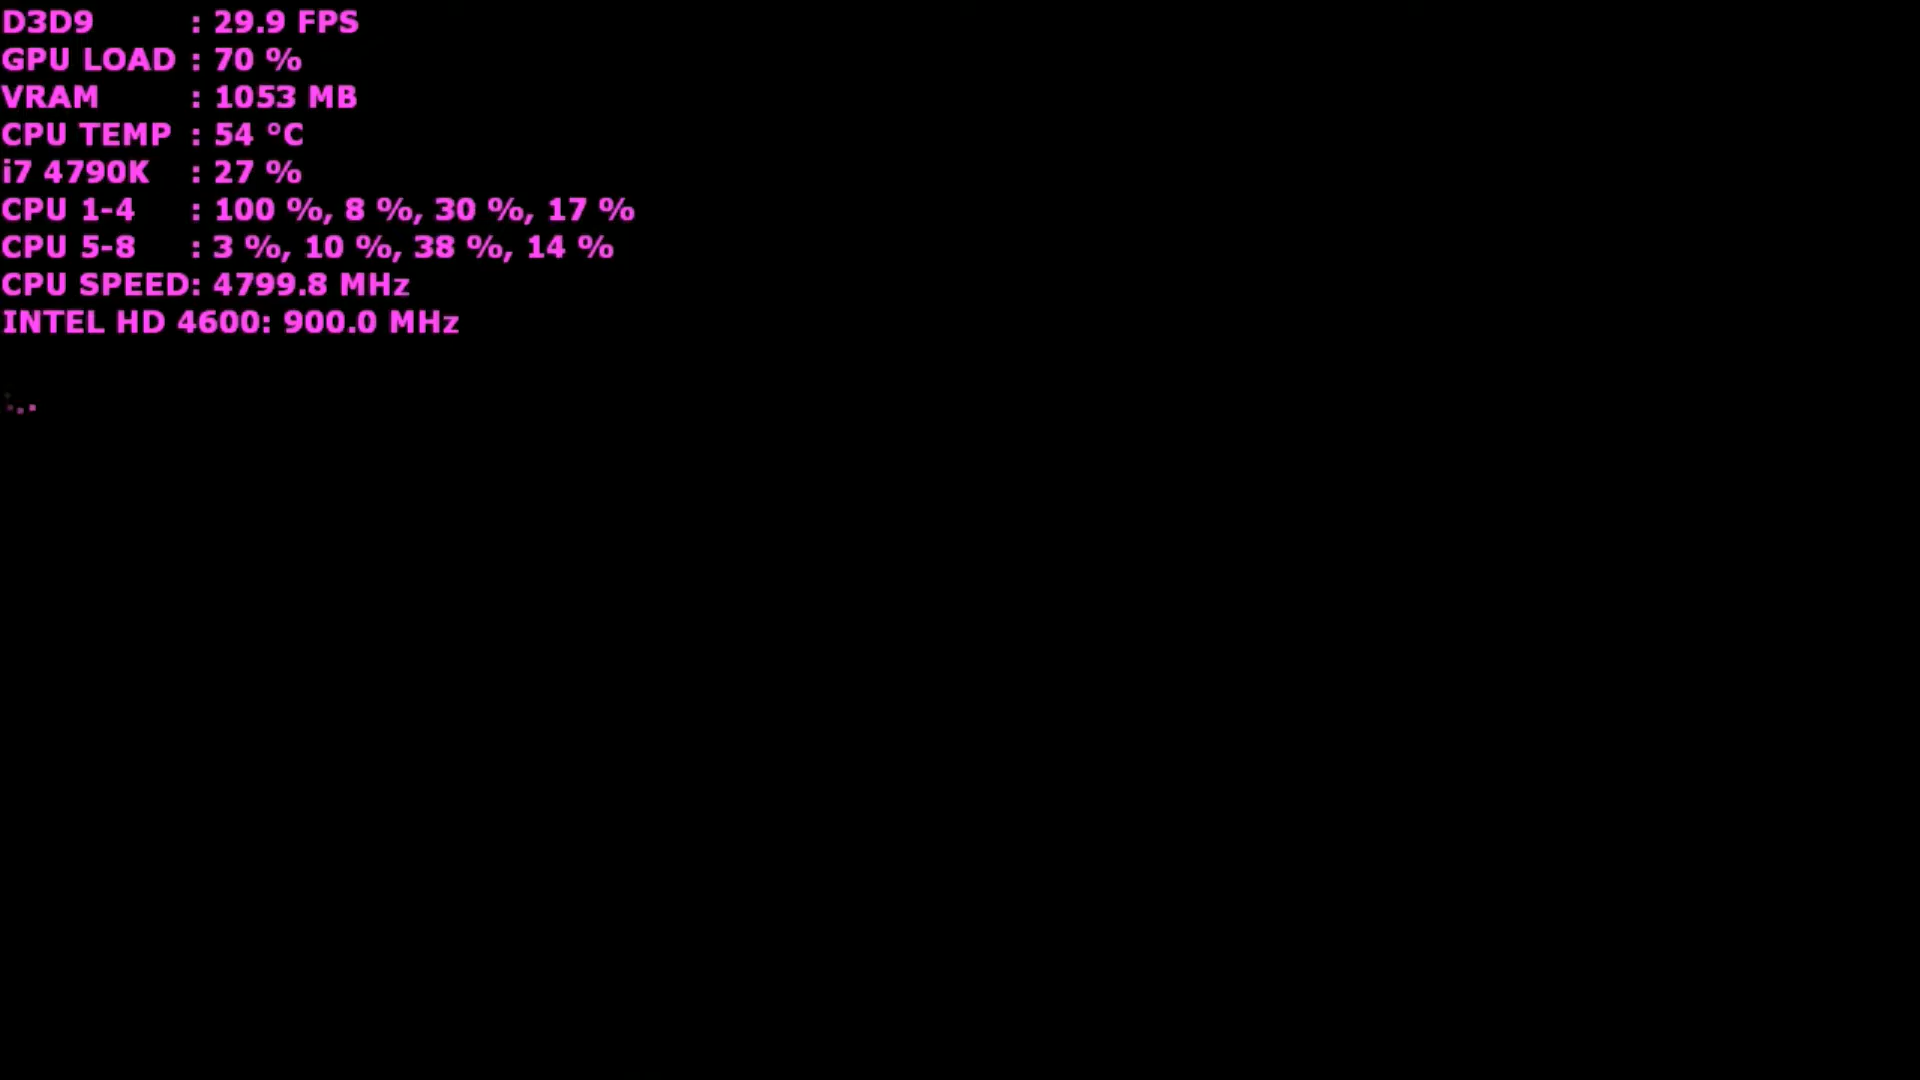 D3D9 : 29.9 FPS
GPU LOAD : 70 %
VRAM : 1053 MB
CPU TEMP : 54 °C
i7 4790K : 27 %
CPU 1-4 : 100 %, 8 %, 30 %, 17 %
CPU 5-8 : 3 %, 10 %, 38 %, 14 %
CPU SPEED: 4799.8 MHz
INTEL HD 4600: 900.0 MHz